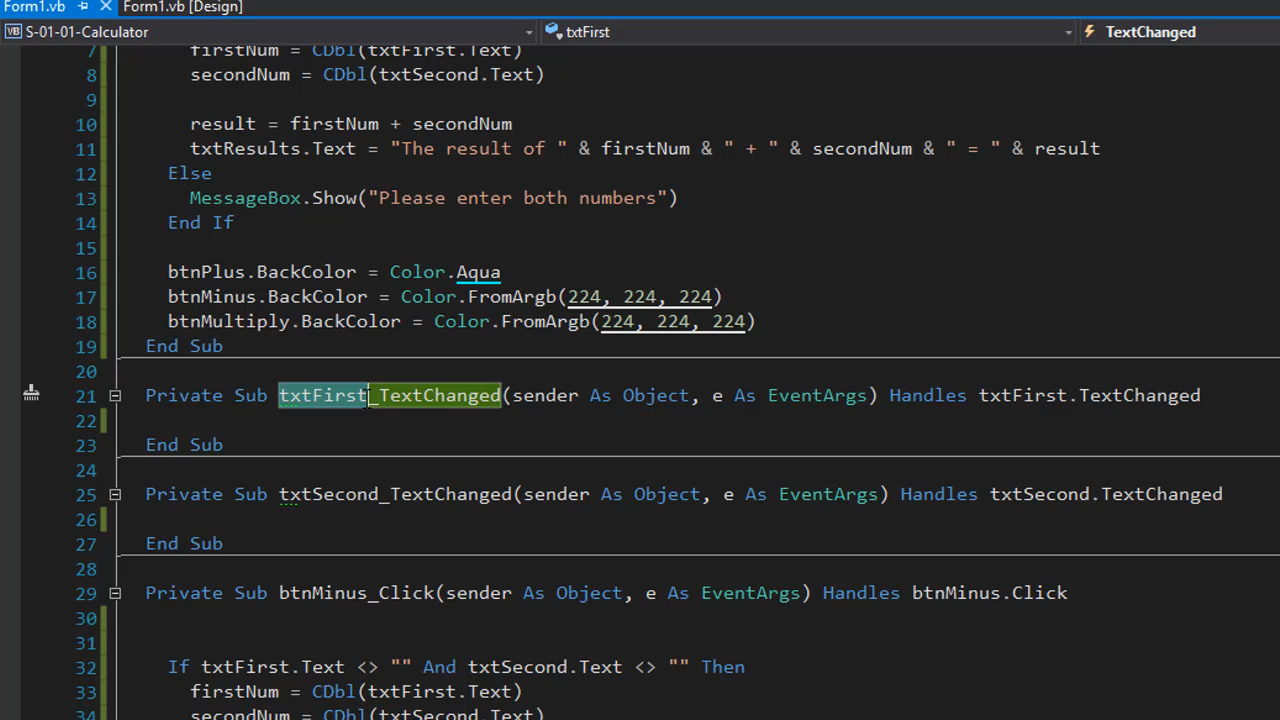 Form1.vb Form1.vb [Design]
VB S-01-01-Calculator txtFirst TextChanged
7 firstNum = CDbl(txtFirst.Text)
8 secondNum = CDbl(txtSecond.Text)
9
10 result = firstNum + secondNum
11 txtResults.Text = "The result of " & firstNum & " + " & secondNum & " = " & result
12 Else
13 MessageBox.Show("Please enter both numbers")
14 End If
15
16 btnPlus.BackColor = Color.Aqua
17 btnMinus.BackColor = Color.FromArgb(224, 224, 224)
18 btnMultiply.BackColor = Color.FromArgb(224, 224, 224)
19 End Sub
20
21 Private Sub txtFirst_TextChanged(sender As Object, e As EventArgs) Handles txtFirst.TextChanged
22
23 End Sub
24
25 Private Sub txtSecond_TextChanged(sender As Object, e As EventArgs) Handles txtSecond.TextChanged
26
27 End Sub
28
29 Private Sub btnMinus_Click(sender As Object, e As EventArgs) Handles btnMinus.Click
30
31
32 If txtFirst.Text <> "" And txtSecond.Text <> "" Then
33 firstNum = CDbl(txtFirst.Text)
34 secondNum = CDbl(txtSecond.Text)